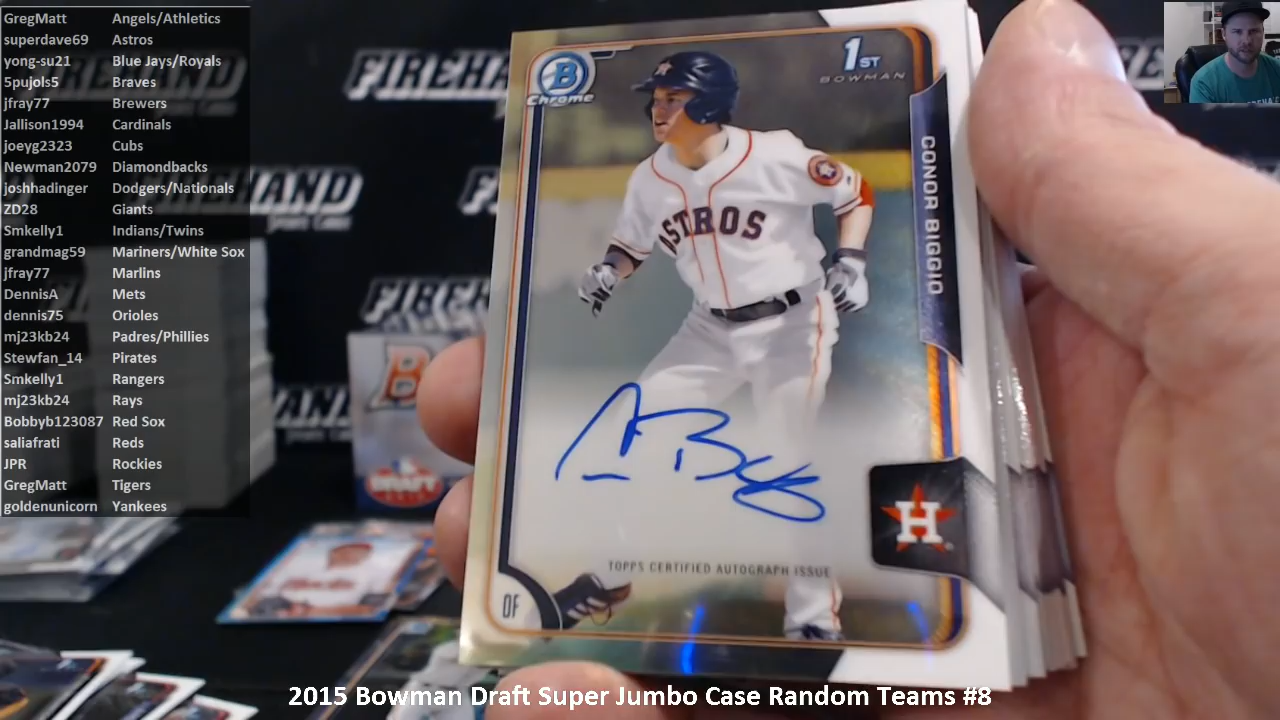 GregMatt Angels/Athletics
superdave69 Astros
yong-su21 Blue Jays/Royals
5pujols5 Braves
jfray77 Brewers
Jallison1994 Cardinals
joeyg2323 Cubs
Newman2079 Diamondbacks
joshhadinger Dodgers/Nationals
ZD28 Giants
Smkelly1 Indians/Twins
grandmag59 Mariners/White Sox
jfray77 Marlins
DennisA Mets
dennis75 Orioles
mj23kb24 Padres/Phillies
Stewfan_14 Pirates
Smkelly1 Rangers
mj23kb24 Rays
Bobbyb123087 Red Sox
saliafrati Reds
JPR Rockies
GregMatt Tigers
goldenunicorn Yankees
FIREHAND
B
Chrome
1ST
BOWMAN
CONOR BIGGIO
ASTROS
H
TOPPS CERTIFIED AUTOGRAPH ISSUE
OF
DRAFT
2015 Bowman Draft Super Jumbo Case Random Teams #8